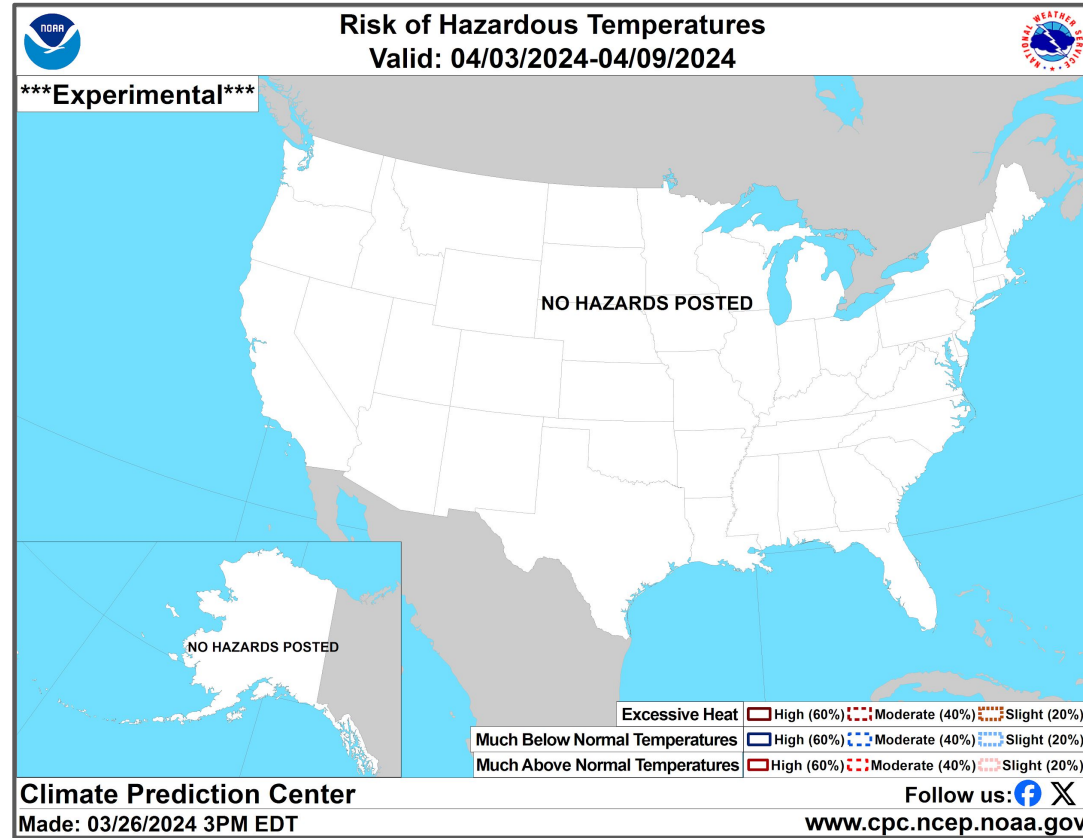 NOAA
Risk of Hazardous Temperatures
Valid: 04/03/2024-04/09/2024
NATIONAL WEATHER SERVICE
***Experimental***
NO HAZARDS POSTED
NO HAZARDS POSTED
Excessive Heat High (60%) Moderate (40%) Slight (20%)
Much Below Normal Temperatures High (60%) Moderate (40%) Slight (20%)
Much Above Normal Temperatures High (60%) Moderate (40%) Slight (20%)
Climate Prediction Center
Follow us:
Made: 03/26/2024 3PM EDT
www.cpc.ncep.noaa.gov